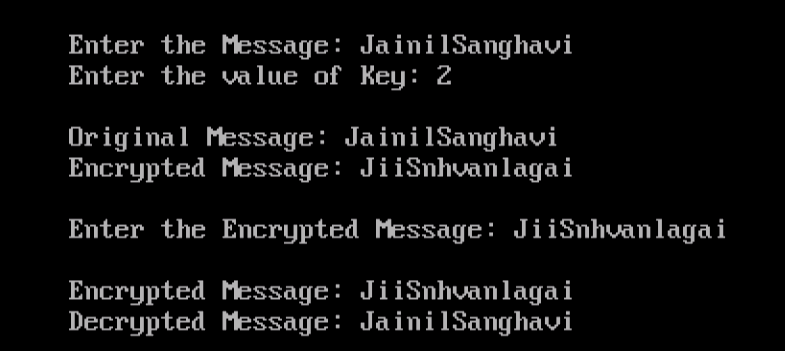 Enter the Message: JainilSanghavi
Enter the value of Key: 2
Original Message: JainilSanghavi
Encrypted Message: JiiSnhvanlagai
Enter the Encrypted Message: JiiSnhvanlagai
Encrypted Message: JiiSnhvanlagai
Decrypted Message: JainilSanghavi